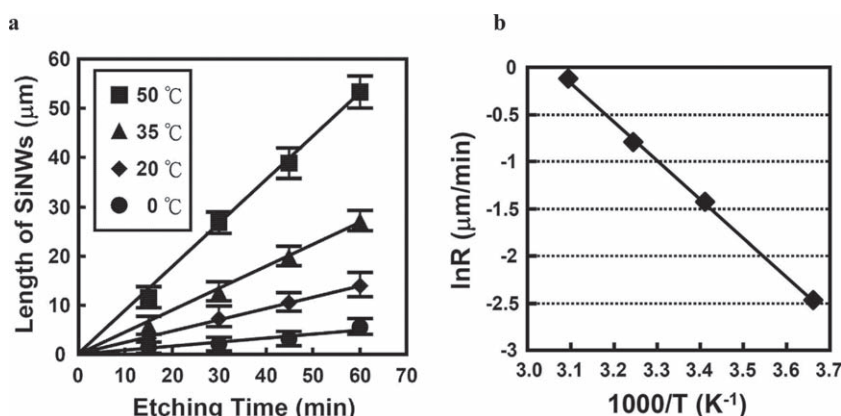 a
60
50
40
30
20
10
0
Length of SiNWs (μm)
50 ℃
35 ℃
20 ℃
0 ℃
0 10 20 30 40 50 60 70
Etching Time (min)
b
0
-0.5
-1
-1.5
-2
-2.5
-3
lnR (μm/min)
3.0 3.1 3.2 3.3 3.4 3.5 3.6 3.7
1000/T (K⁻¹)